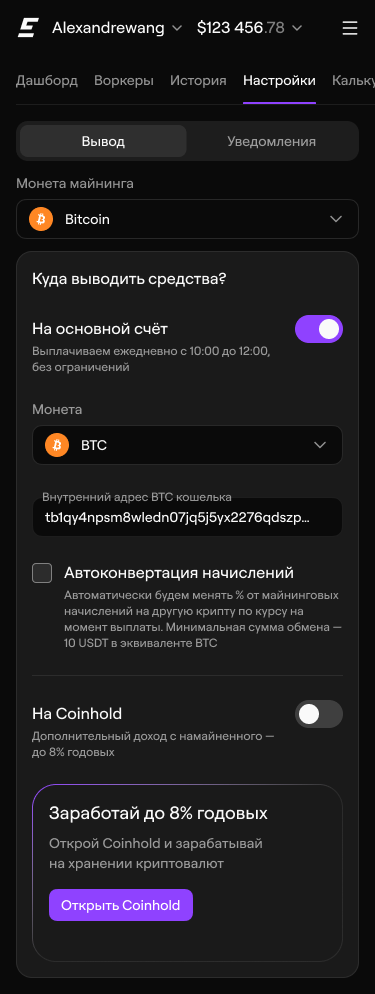 Alexandrewang $123 456.78
Дашборд Воркеры История Настройки Кальку
Вывод Уведомления
Монета майнинга
Bitcoin
Куда выводить средства?
На основной счёт
Выплачиваем ежедневно с 10:00 до 12:00,
без ограничений
Монета
BTC
Внутренний адрес BTC кошелька
tb1qy4npsm8wledn07jq5j5yx2276qdszp...
Автоконвертация начислений
Автоматически будем менять % от майнинговых
начислений на другую крипту по курсу на
момент выплаты. Минимальная сумма обмена —
10 USDT в эквиваленте BTC
На Coinhold
Дополнительный доход с намайненного —
до 8% годовых
Заработай до 8% годовых
Открой Coinhold и зарабатывай
на хранении криптовалют
Открыть Coinhold